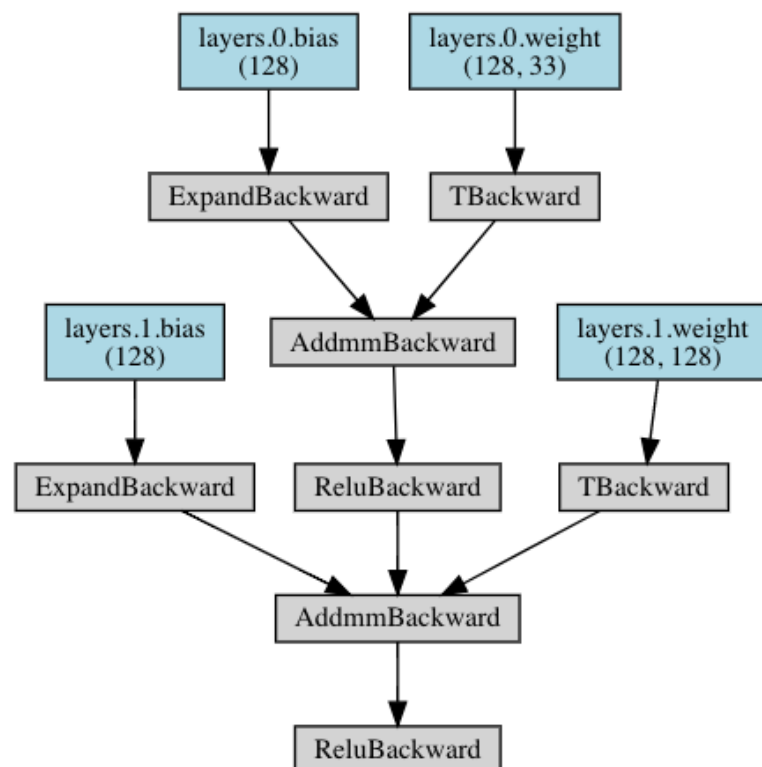 layers.0.bias
(128)
layers.0.weight
(128, 33)
ExpandBackward
TBackward
AddmmBackward
layers.1.bias
(128)
layers.1.weight
(128, 128)
ExpandBackward
ReluBackward
TBackward
AddmmBackward
ReluBackward